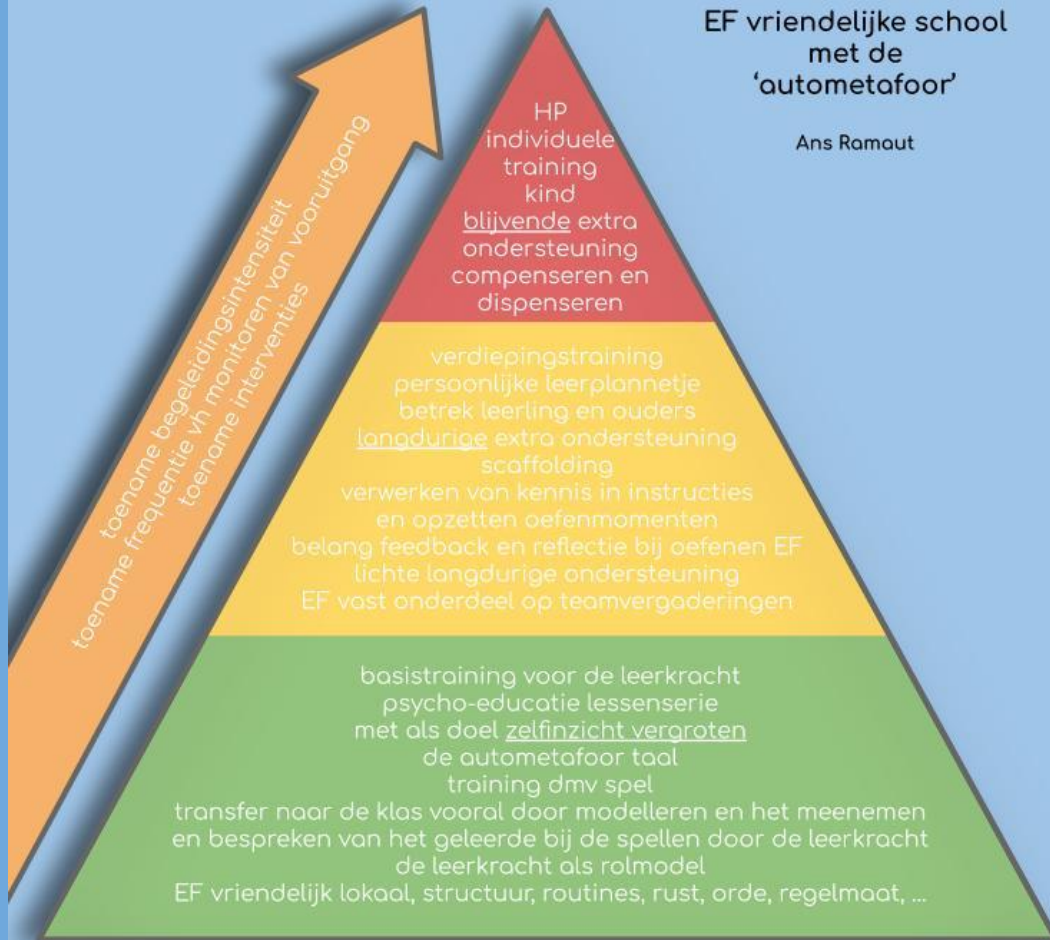 EF vriendelijke school
met de
‘autometafoor’
Ans Ramaut
toename begeleidingsintensiteit
toename frequentie vh monitoren van vooruitgang
toename interventies
HP
individuele
training
kind
blijvende extra
ondersteuning
compenseren en
dispenseren
verdiepingstraining
persoonlijke leerplannetje
betrek leerling en ouders
langdurige extra ondersteuning
scaffolding
verwerken van kennis in instructies
en opzetten oefenmomenten
belang feedback en reflectie bij oefenen EF
lichte langdurige ondersteuning
EF vast onderdeel op teamvergaderingen
basistraining voor de leerkracht
psycho-educatie lessenserie
met als doel zelfinzicht vergroten
de autometafoor taal
training dmv spel
transfer naar de klas vooral door modelleren en het meenemen
en bespreken van het geleerde bij de spellen door de leerkracht
de leerkracht als rolmodel
EF vriendelijk lokaal, structuur, routines, rust, orde, regelmaat, ...